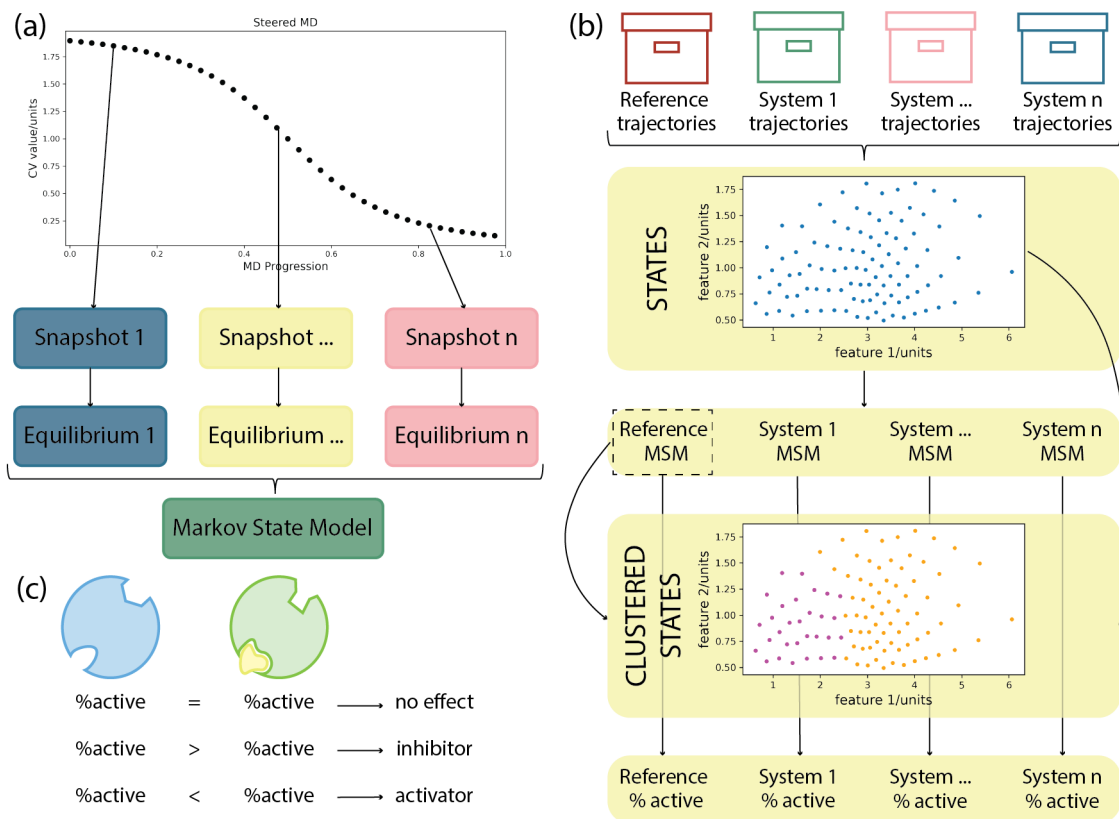 (a)
Steered MD
CV value/units
1.75
1.50
1.25
1.00
0.75
0.50
0.25
0.0 0.2 0.4 0.6 0.8 1.0
MD Progression
Snapshot 1
Snapshot ...
Snapshot n
Equilibrium 1
Equilibrium ...
Equilibrium n
Markov State Model
(b)
Reference
trajectories
System 1
trajectories
System ...
trajectories
System n
trajectories
STATES
feature 2/units
1.75
1.50
1.25
1.00
0.75
0.50
1 2 3 4 5 6
feature 1/units
Reference
MSM
System 1
MSM
System ...
MSM
System n
MSM
CLUSTERED
STATES
feature 2/units
1.75
1.50
1.25
1.00
0.75
0.50
1 2 3 4 5 6
feature 1/units
Reference
% active
System 1
% active
System ...
% active
System n
% active
(c)
%active = %active no effect
%active > %active inhibitor
%active < %active activator